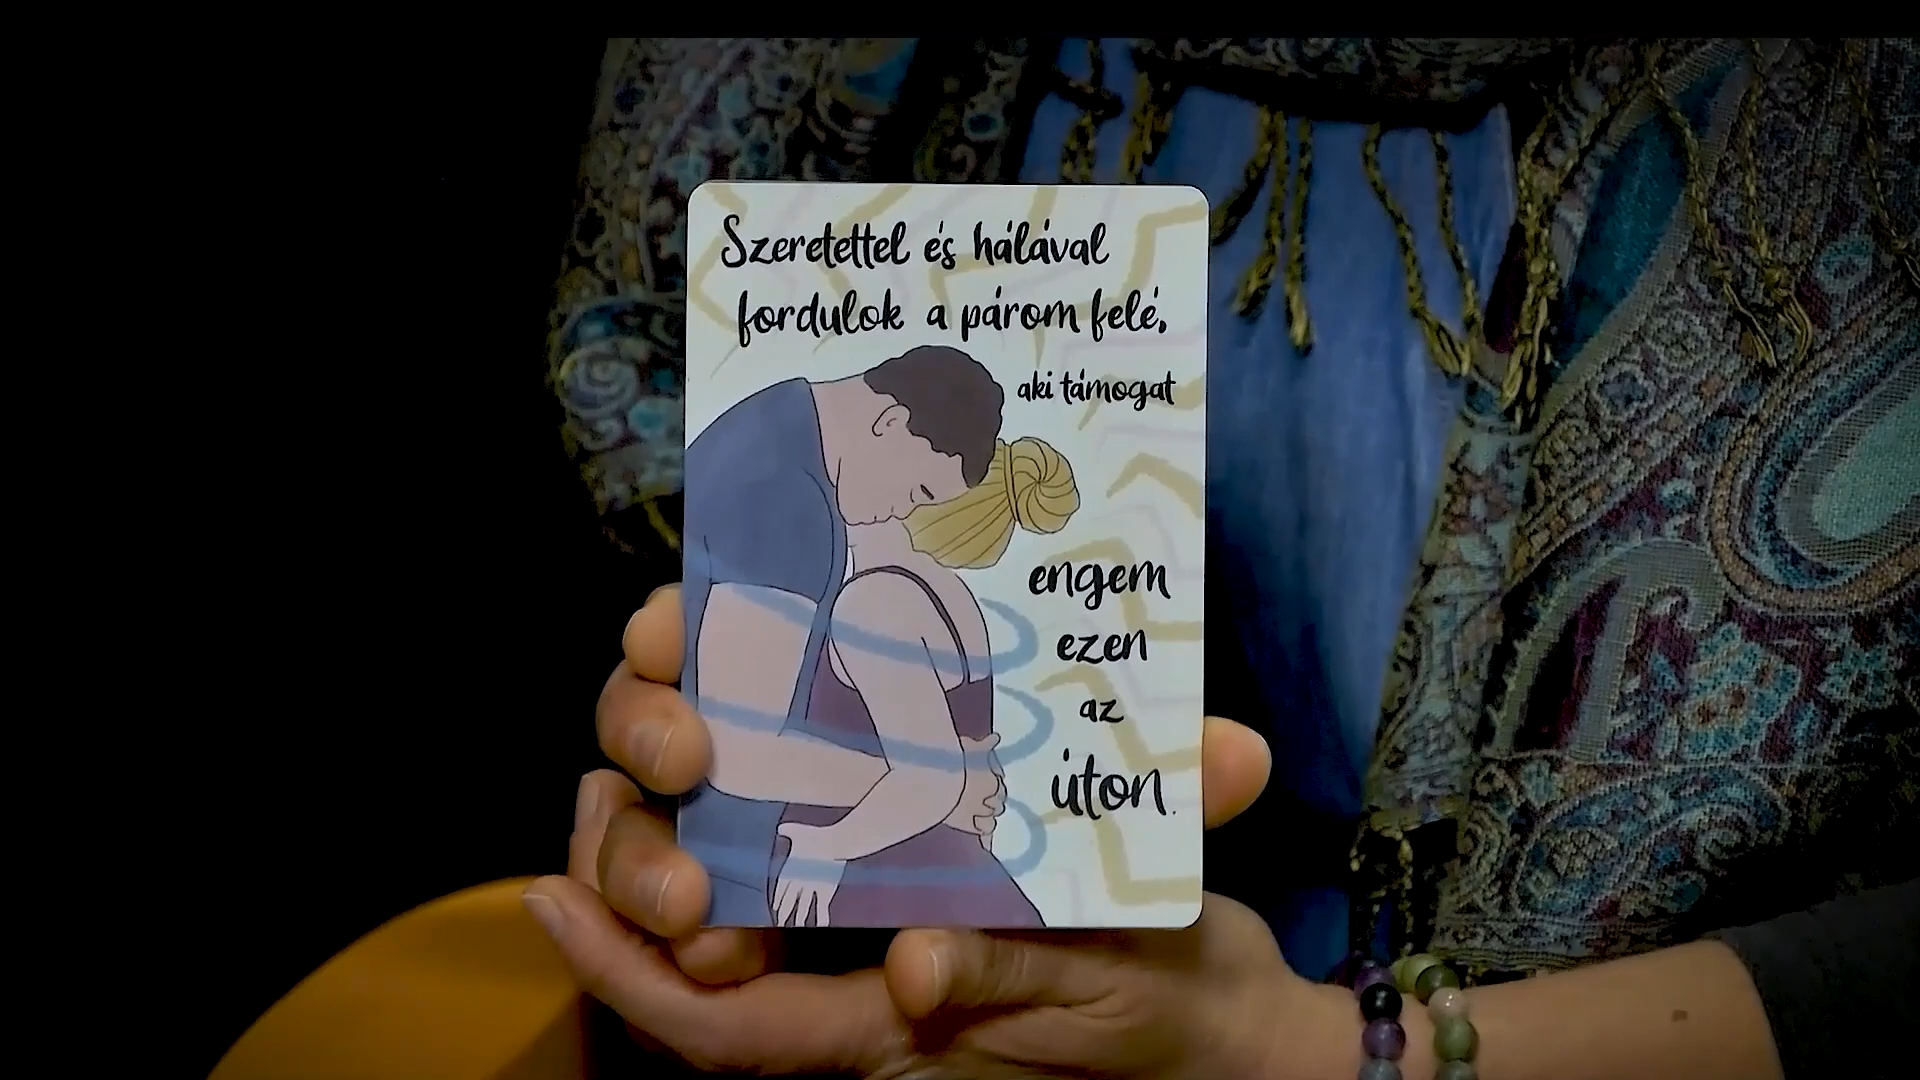 Szeretettel és hálával
fordulok a párom felé,
aki támogat
engem
ezen
az
úton.